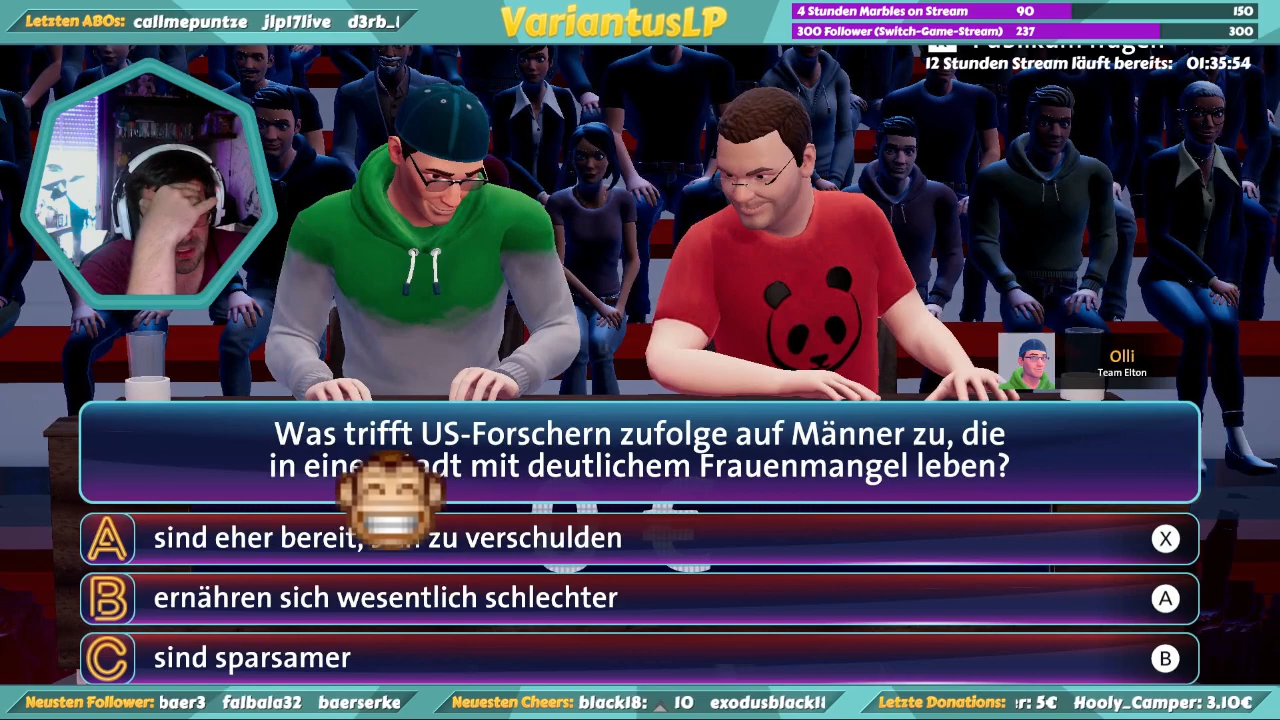 Letzten ABOs: callmepuntze jlp17live d3rb_
VariantusLP
4 Stunden Marbles on Stream 90 150
300 Follower (Switch-Game-Stream) 237 300
12 Stunden Stream läuft bereits: 01:35:54
Olli
Team Elton
Was trifft US-Forschern zufolge auf Männer zu, die
in eine adt mit deutlichem Frauenmangel leben?
A sind eher bereit, zu verschulden X
B ernähren sich wesentlich schlechter A
C sind sparsamer B
Neusten Follower: baer3 falbala32 baerserke
Neuesten Cheers: black18: 10 exodusblack18
Letzte Donations: r: 5€ Hooly_Camper: 3.10€